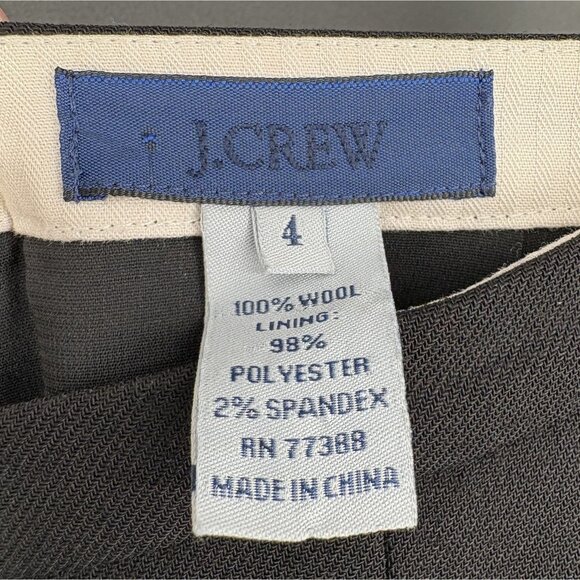 J.CREW
4
100% WOOL
LINING:
98%
POLYESTER
2% SPANDEX
RN 77388
MADE IN CHINA